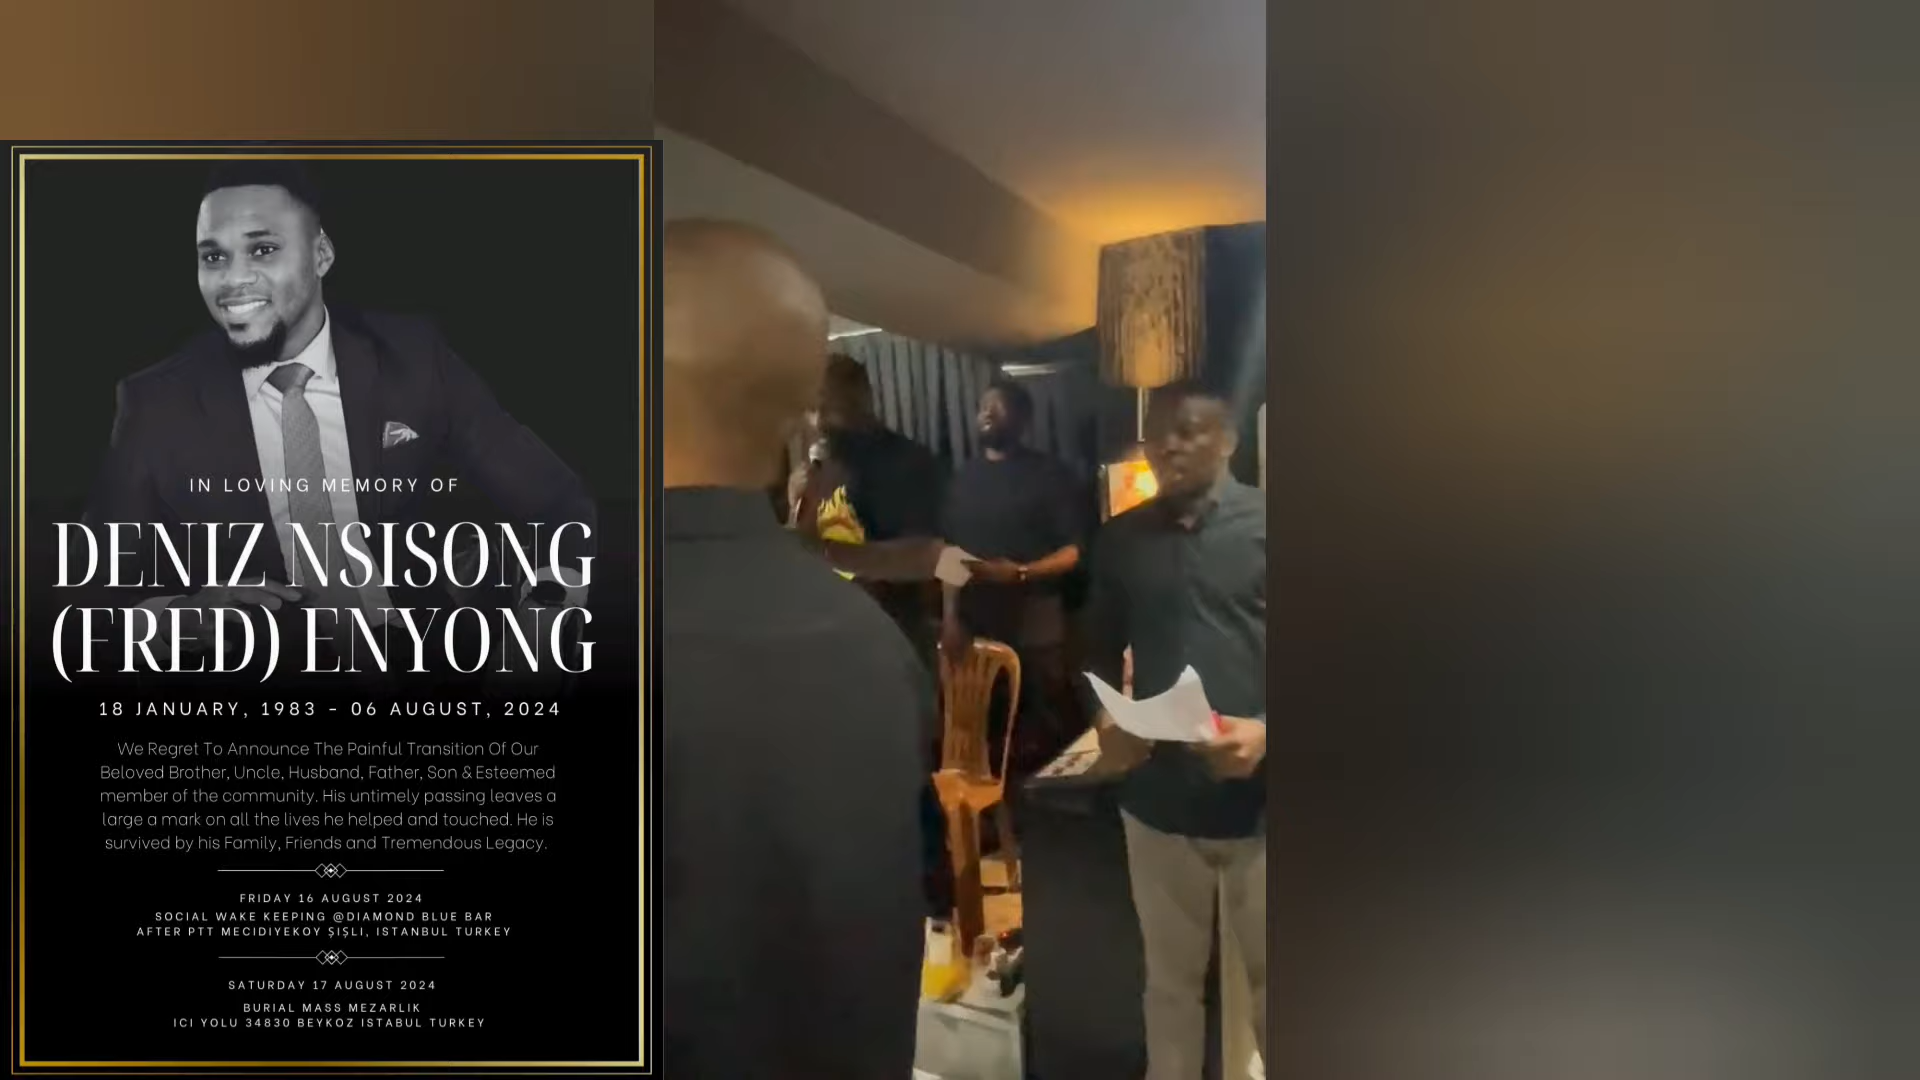 IN LOVING MEMORY OF
DENIZ NSISONG
(FRED) ENYONG
18 JANUARY, 1983 - 06 AUGUST, 2024
We Regret To Announce The Painful Transition Of Our
Beloved Brother, Uncle, Husband, Father, Son & Esteemed
member of the community. His untimely passing leaves a
large a mark on all the lives he helped and touched. He is
survived by his Family, Friends and Tremendous Legacy.
FRIDAY 16 AUGUST 2024
SOCIAL WAKE KEEPING @DIAMOND BLUE BAR
AFTER PTT MECIDIYEKOY ŞIŞLI, ISTANBUL TURKEY
SATURDAY 17 AUGUST 2024
BURIAL MASS MEZARLIK
ICI YOLU 34830 BEYKOZ ISTABUL TURKEY